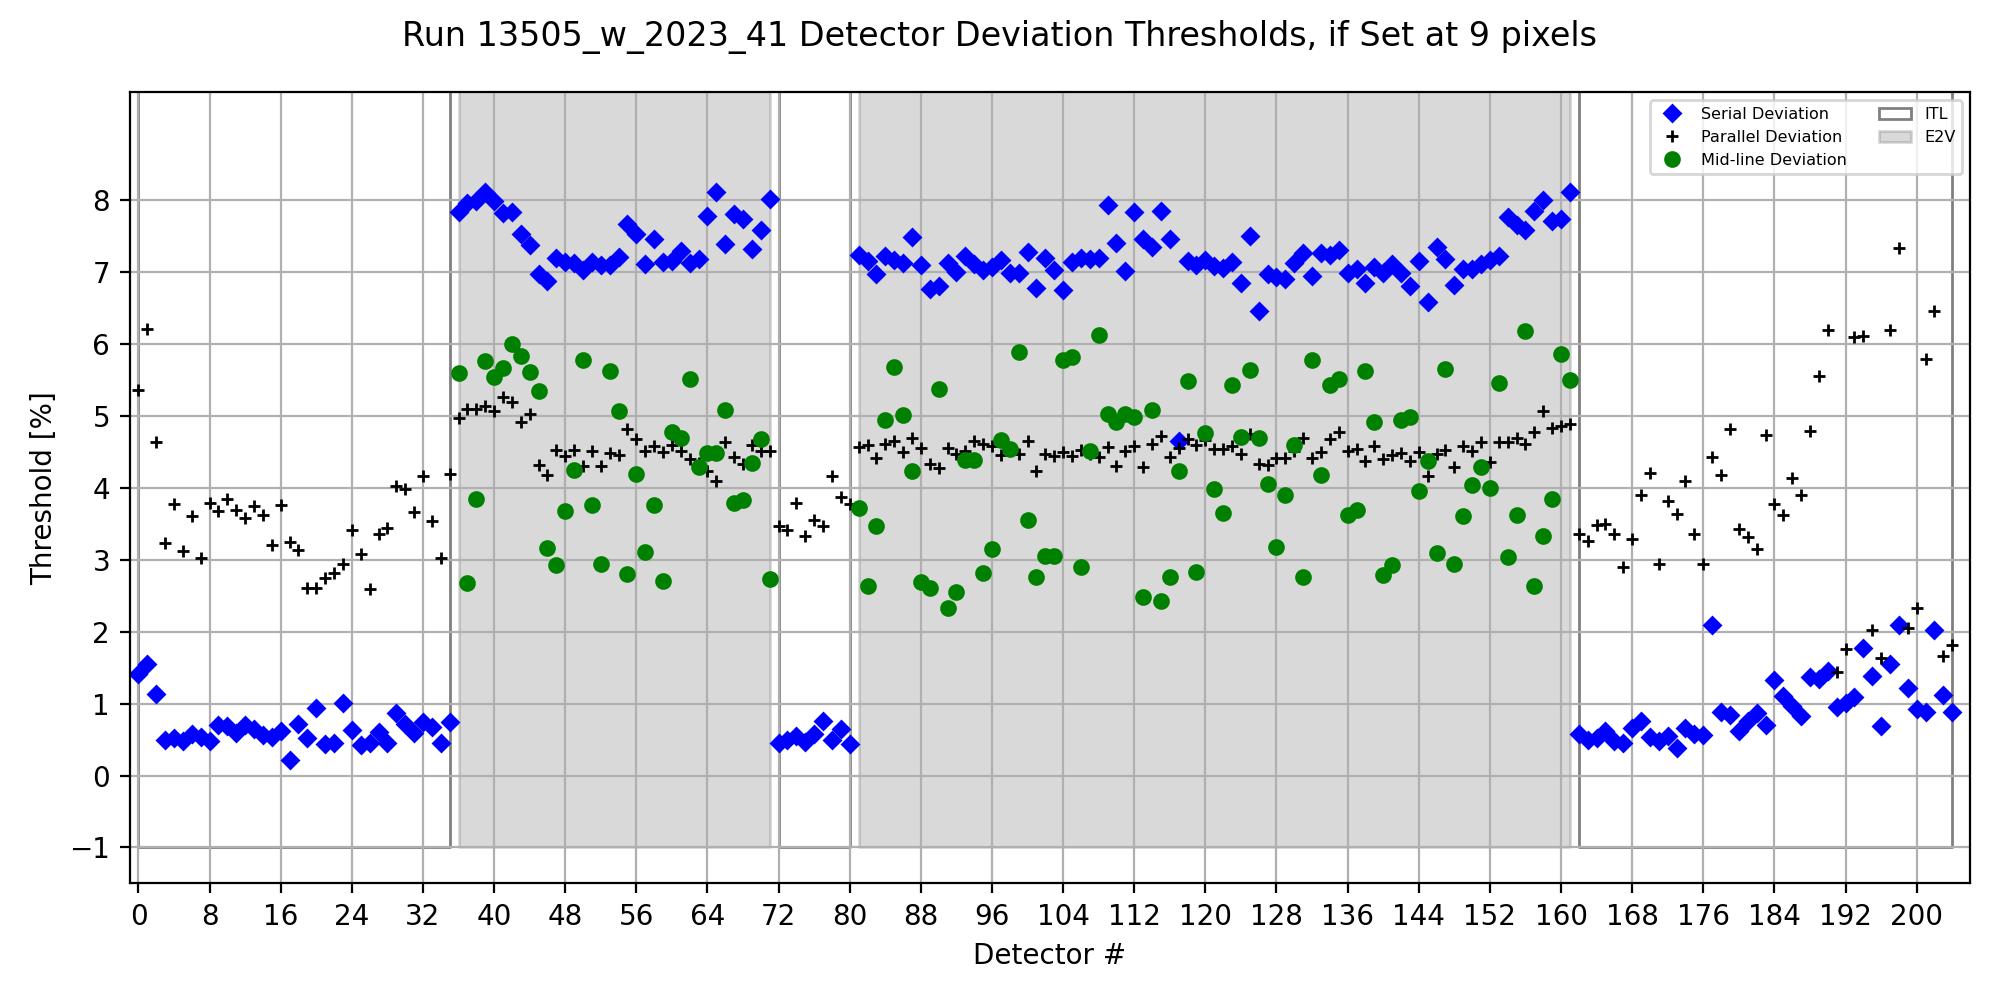 Run 13505_w_2023_41 Detector Deviation Thresholds, if Set at 9 pixels
Serial Deviation
Parallel Deviation
Mid-line Deviation
ITL
E2V
Threshold [%]
8
7
6
5
4
3
2
1
0
−1
0 8 16 24 32 40 48 56 64 72 80 88 96 104 112 120 128 136 144 152 160 168 176 184 192 200
Detector #